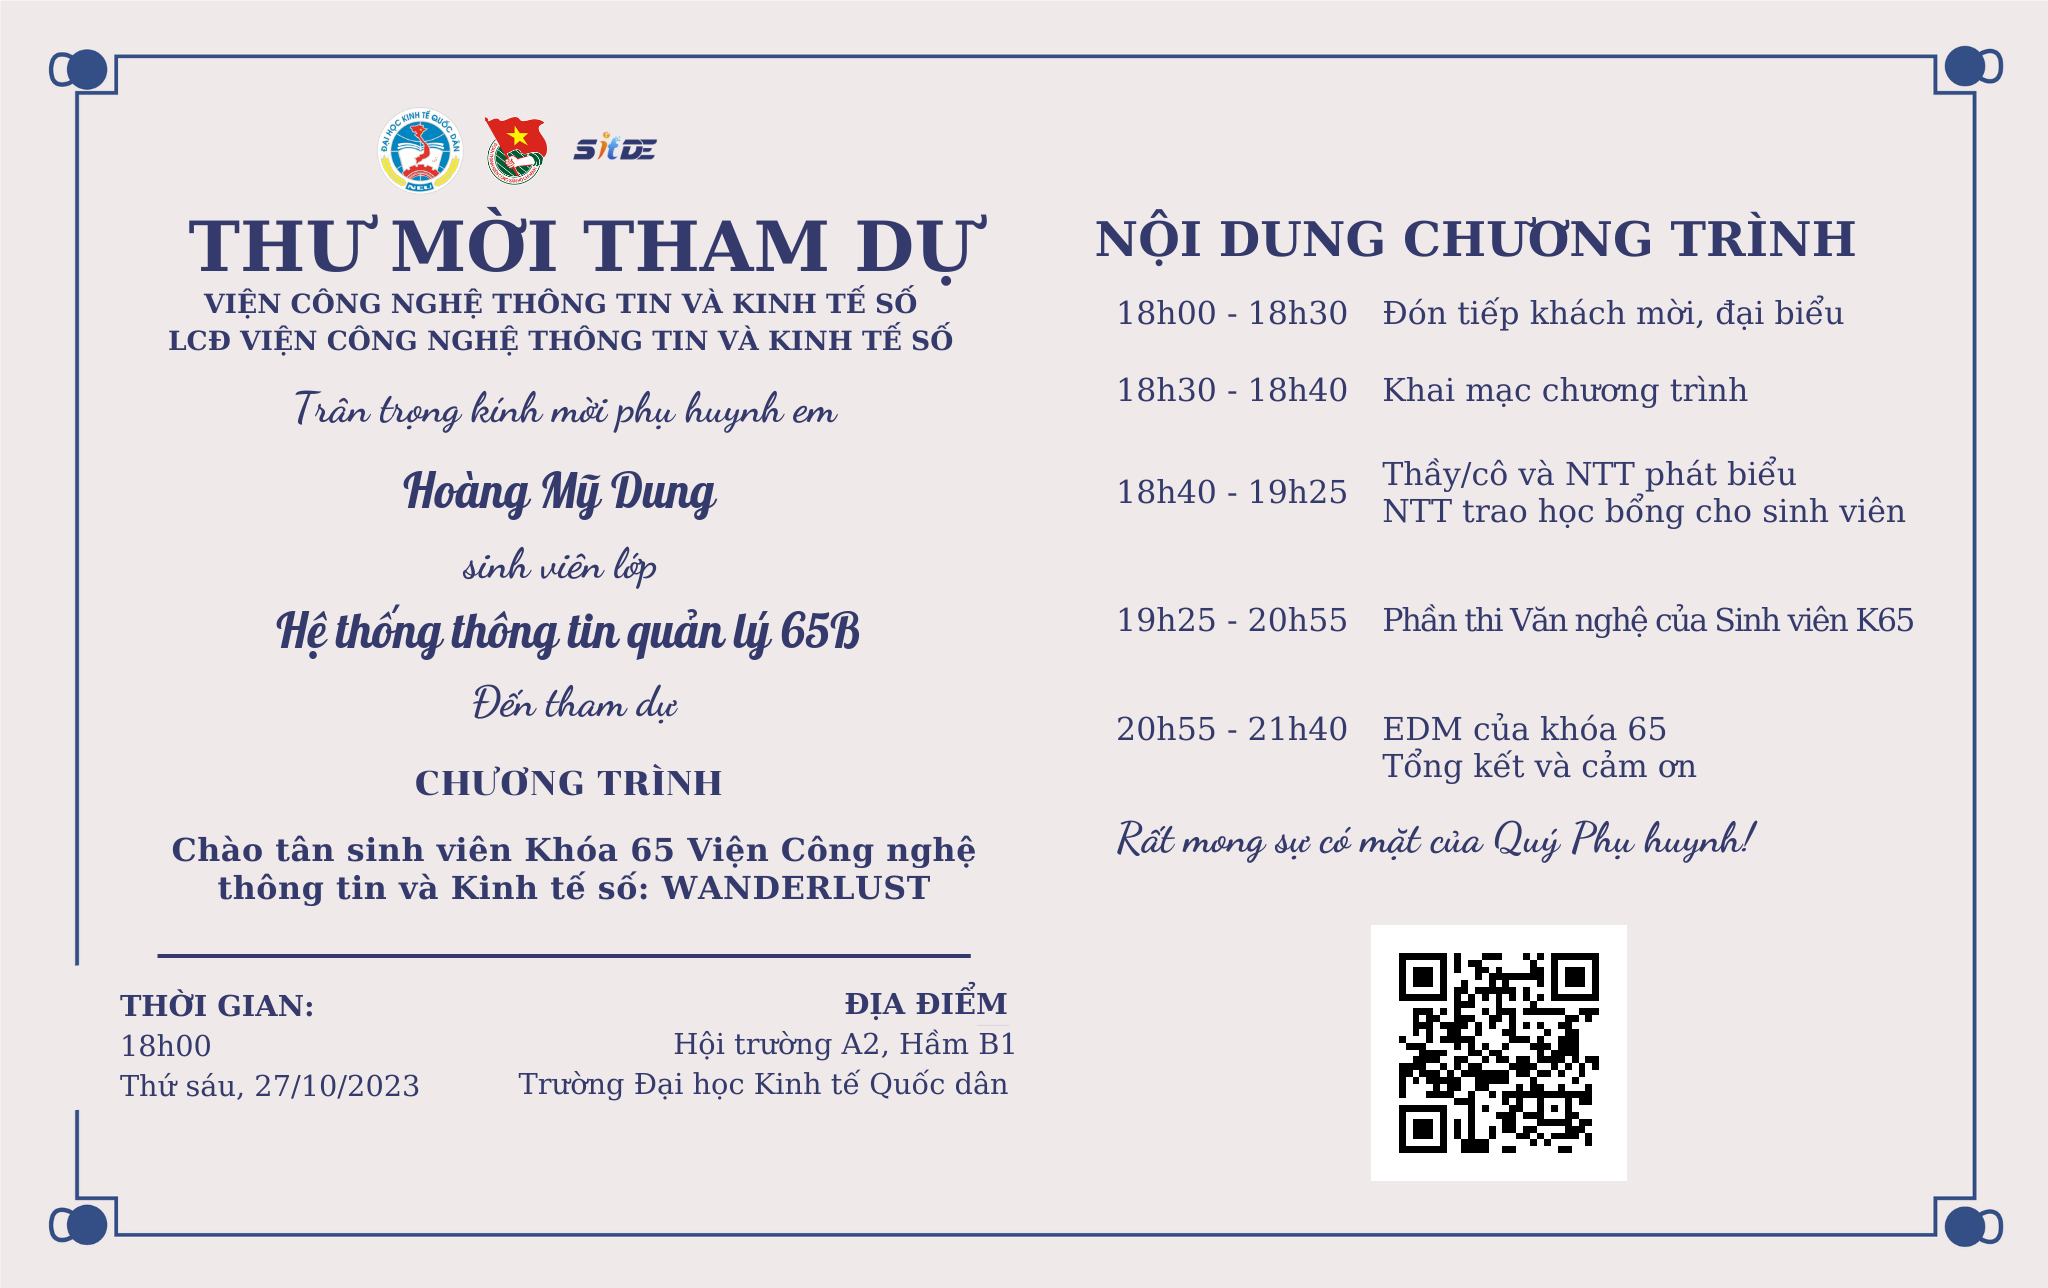 ĐẠI HỌC KINH TẾ QUỐC DÂN
NEU
SitDE
THƯ MỜI THAM DỰ
VIỆN CÔNG NGHỆ THÔNG TIN VÀ KINH TẾ SỐ
LCĐ VIỆN CÔNG NGHỆ THÔNG TIN VÀ KINH TẾ SỐ
Trân trọng kính mời phụ huynh em
Hoàng Mỹ Dung
sinh viên lớp
Hệ thống thông tin quản lý 65B
Đến tham dự
CHƯƠNG TRÌNH
Chào tân sinh viên Khóa 65 Viện Công nghệ
thông tin và Kinh tế số: WANDERLUST
THỜI GIAN:
18h00
Thứ sáu, 27/10/2023
ĐỊA ĐIỂM
Hội trường A2, Hầm B1
Trường Đại học Kinh tế Quốc dân
NỘI DUNG CHƯƠNG TRÌNH
18h00 - 18h30 Đón tiếp khách mời, đại biểu
18h30 - 18h40 Khai mạc chương trình
18h40 - 19h25 Thầy/cô và NTT phát biểu
NTT trao học bổng cho sinh viên
19h25 - 20h55 Phần thi Văn nghệ của Sinh viên K65
20h55 - 21h40 EDM của khóa 65
Tổng kết và cảm ơn
Rất mong sự có mặt của Quý Phụ huynh!